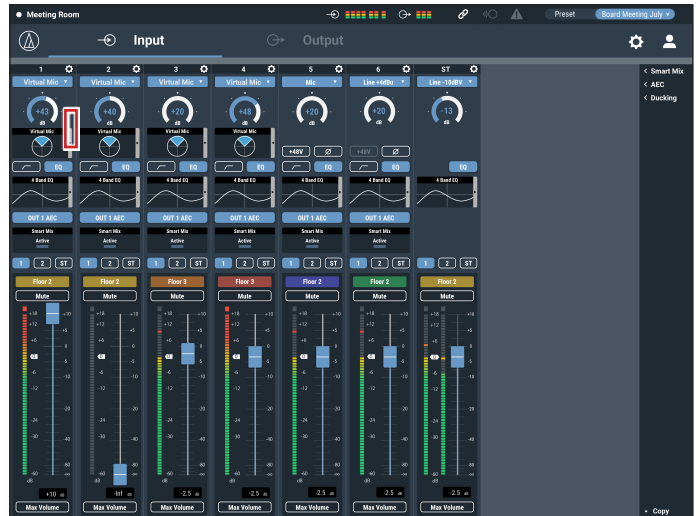 Meeting Room Preset Board Meeting July
Input Output
1 2 3 4 5 6 ST
Virtual Mic Virtual Mic Virtual Mic Virtual Mic Mic Line+4dBu Line -10dBV
+43 +40 +20 +48 +20 +20 -13
dB dB dB dB dB dB dB
Virtual Mic Virtual Mic Virtual Mic Virtual Mic
+48V Ø +48V Ø
EQ EQ EQ EQ EQ EQ EQ
4 Band EQ 4 Band EQ 4 Band EQ 4 Band EQ 4 Band EQ 4 Band EQ 4 Band EQ
OUT 1 AEC OUT 1 AEC OUT 1 AEC OUT 1 AEC OUT 1 AEC OUT 1 AEC
Smart Mix Smart Mix Smart Mix Smart Mix Smart Mix Smart Mix
Active Active Active Active Active Active
1 2 ST 1 2 ST 1 2 ST 1 2 ST 1 2 ST 1 2 ST 1 2 ST
Floor 2 Floor 2 Floor 3 Floor 3 Floor 2 Floor 2 Floor 2
Mute Mute Mute Mute Mute Mute Mute
+10 dB -Inf dB -2.5 dB -2.5 dB -2.5 dB -2.5 dB -2.5 dB
Max Volume Max Volume Max Volume Max Volume Max Volume Max Volume Max Volume
< Smart Mix
< AEC
< Ducking
Copy